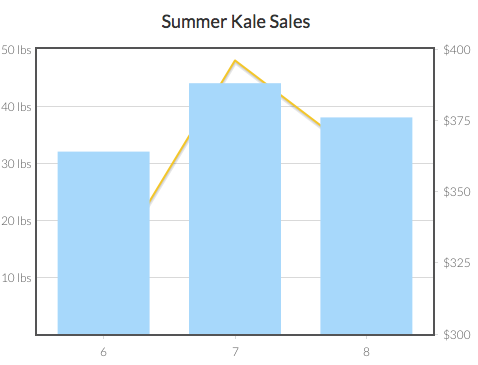 Summer Kale Sales
50 lbs
40 lbs
30 lbs
20 lbs
10 lbs
$400
$375
$350
$325
$300
6 7 8